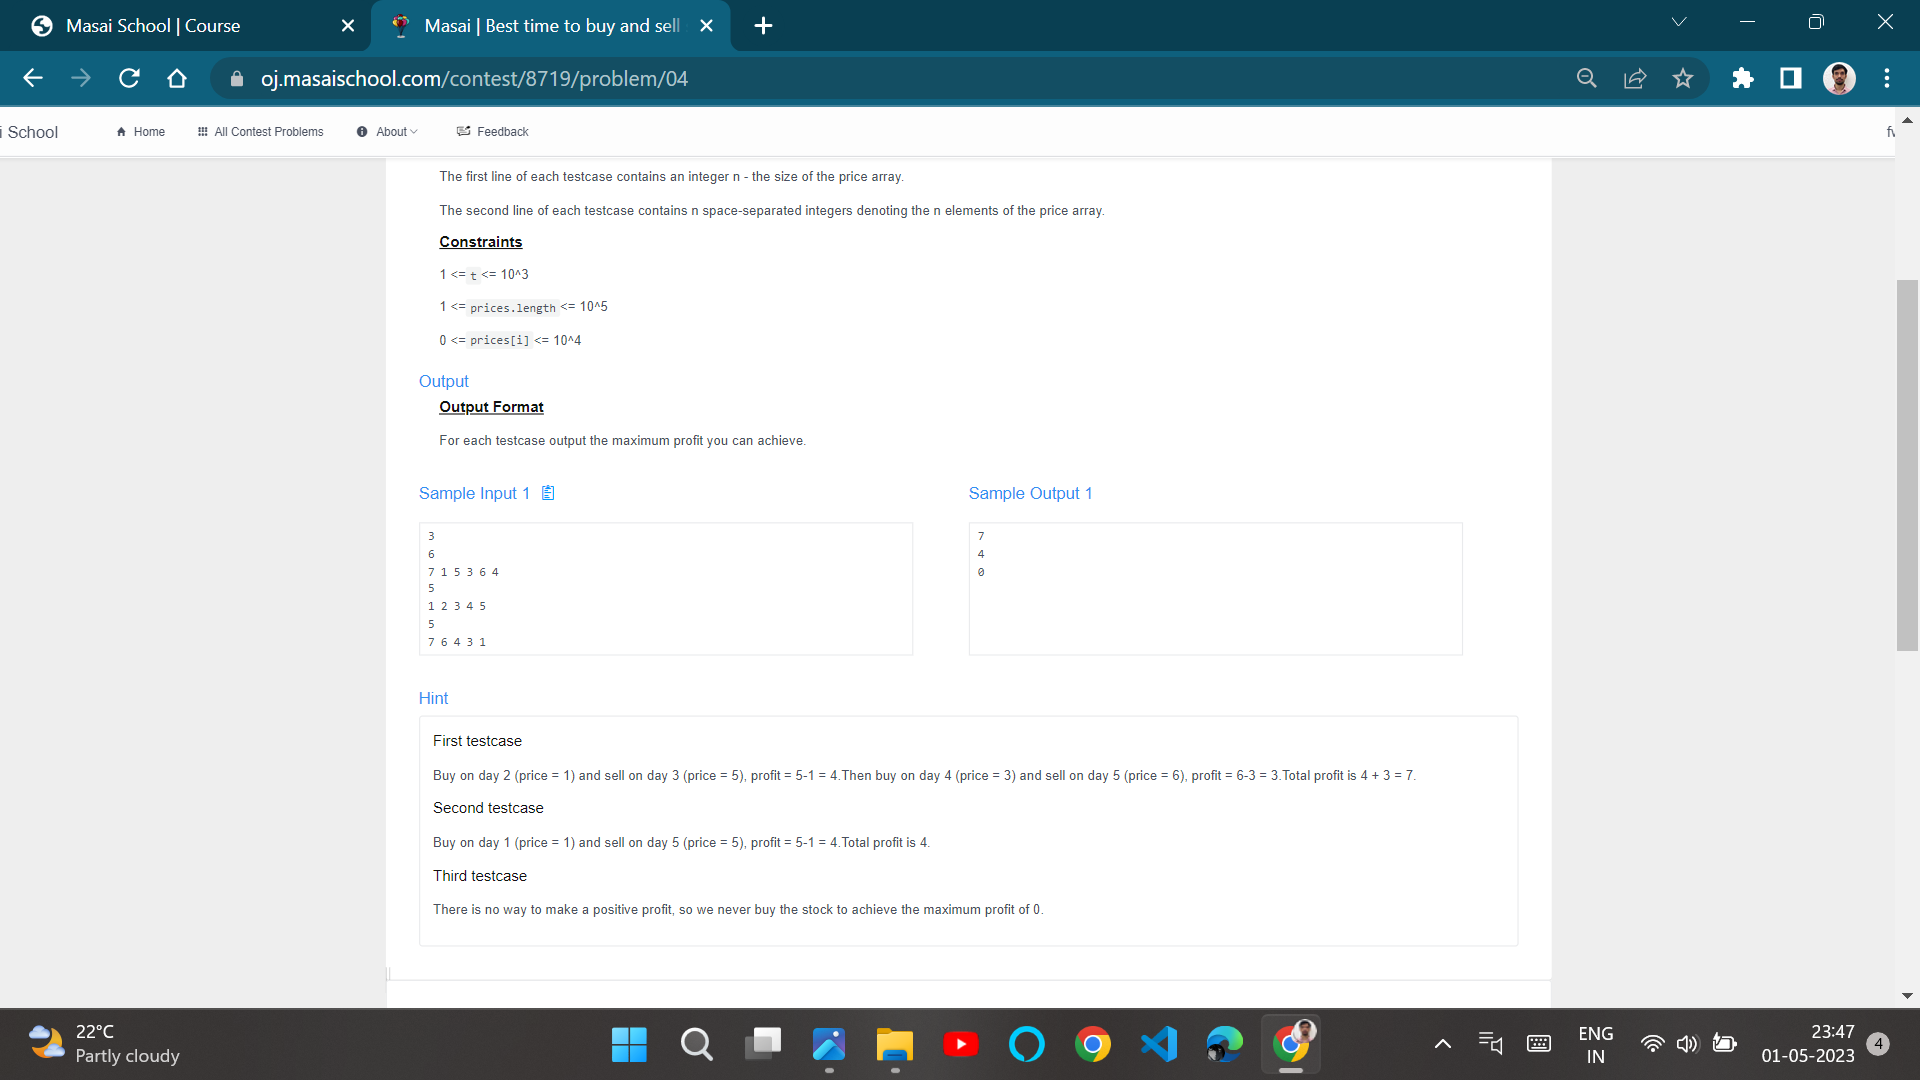 Masai School | Course
Masai | Best time to buy and sell
oj.masaischool.com/contest/8719/problem/04
i School
Home
All Contest Problems
About
Feedback
The first line of each testcase contains an integer n - the size of the price array.
The second line of each testcase contains n space-separated integers denoting the n elements of the price array.
Constraints
1 <= t <= 10^3
1 <= prices.length <= 10^5
0 <= prices[i] <= 10^4
Output
Output Format
For each testcase output the maximum profit you can achieve.
Sample Input 1
3
6
7 1 5 3 6 4
5
1 2 3 4 5
5
7 6 4 3 1
Sample Output 1
7
4
0
Hint
First testcase
Buy on day 2 (price = 1) and sell on day 3 (price = 5), profit = 5-1 = 4.Then buy on day 4 (price = 3) and sell on day 5 (price = 6), profit = 6-3 = 3.Total profit is 4 + 3 = 7.
Second testcase
Buy on day 1 (price = 1) and sell on day 5 (price = 5), profit = 5-1 = 4.Total profit is 4.
Third testcase
There is no way to make a positive profit, so we never buy the stock to achieve the maximum profit of 0.
22°C
Partly cloudy
ENG
IN
23:47
01-05-2023
4